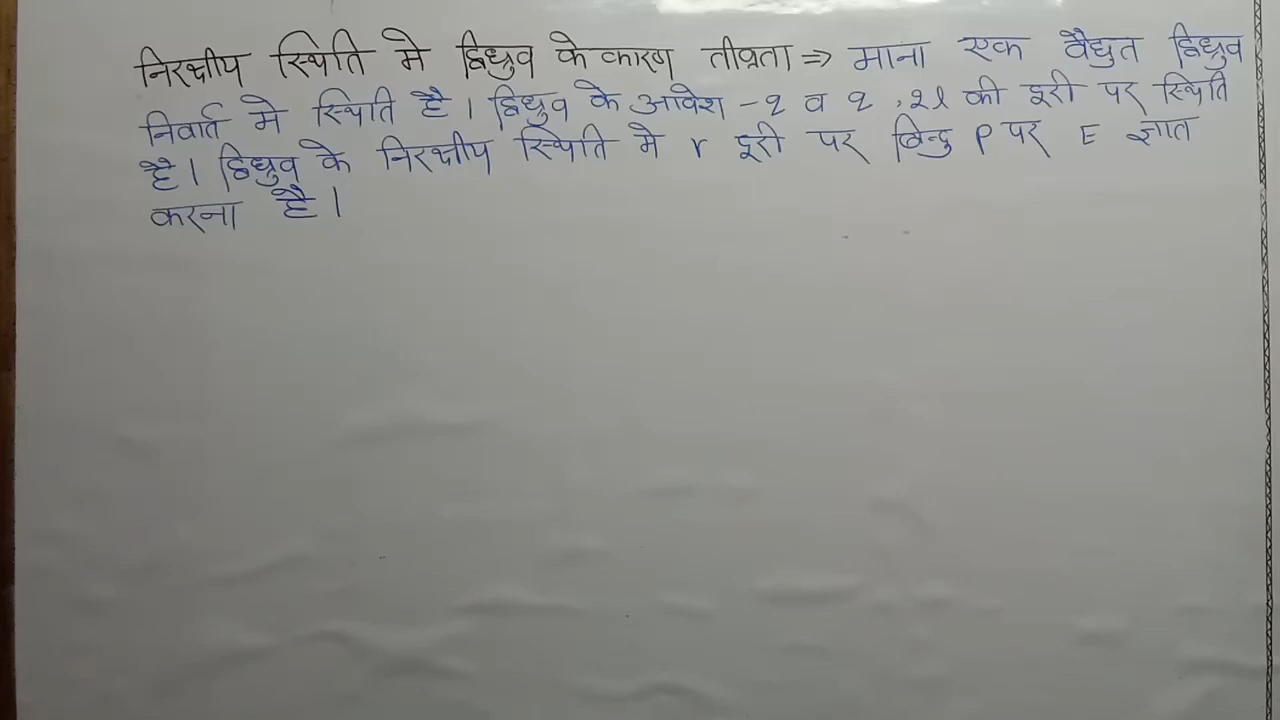 निरक्षीय स्थिति मे द्विध्रुव के कारण तीव्रता ⇒ माना एक वैद्युत द्विध्रुव
निवार्त मे स्थिति है। द्विध्रुव के आवेश -q व q , 2l की दूरी पर स्थिति
है। द्विध्रुव के निरक्षीय स्थिति मे r दूरी पर बिन्दु P पर E ज्ञात
करना है।